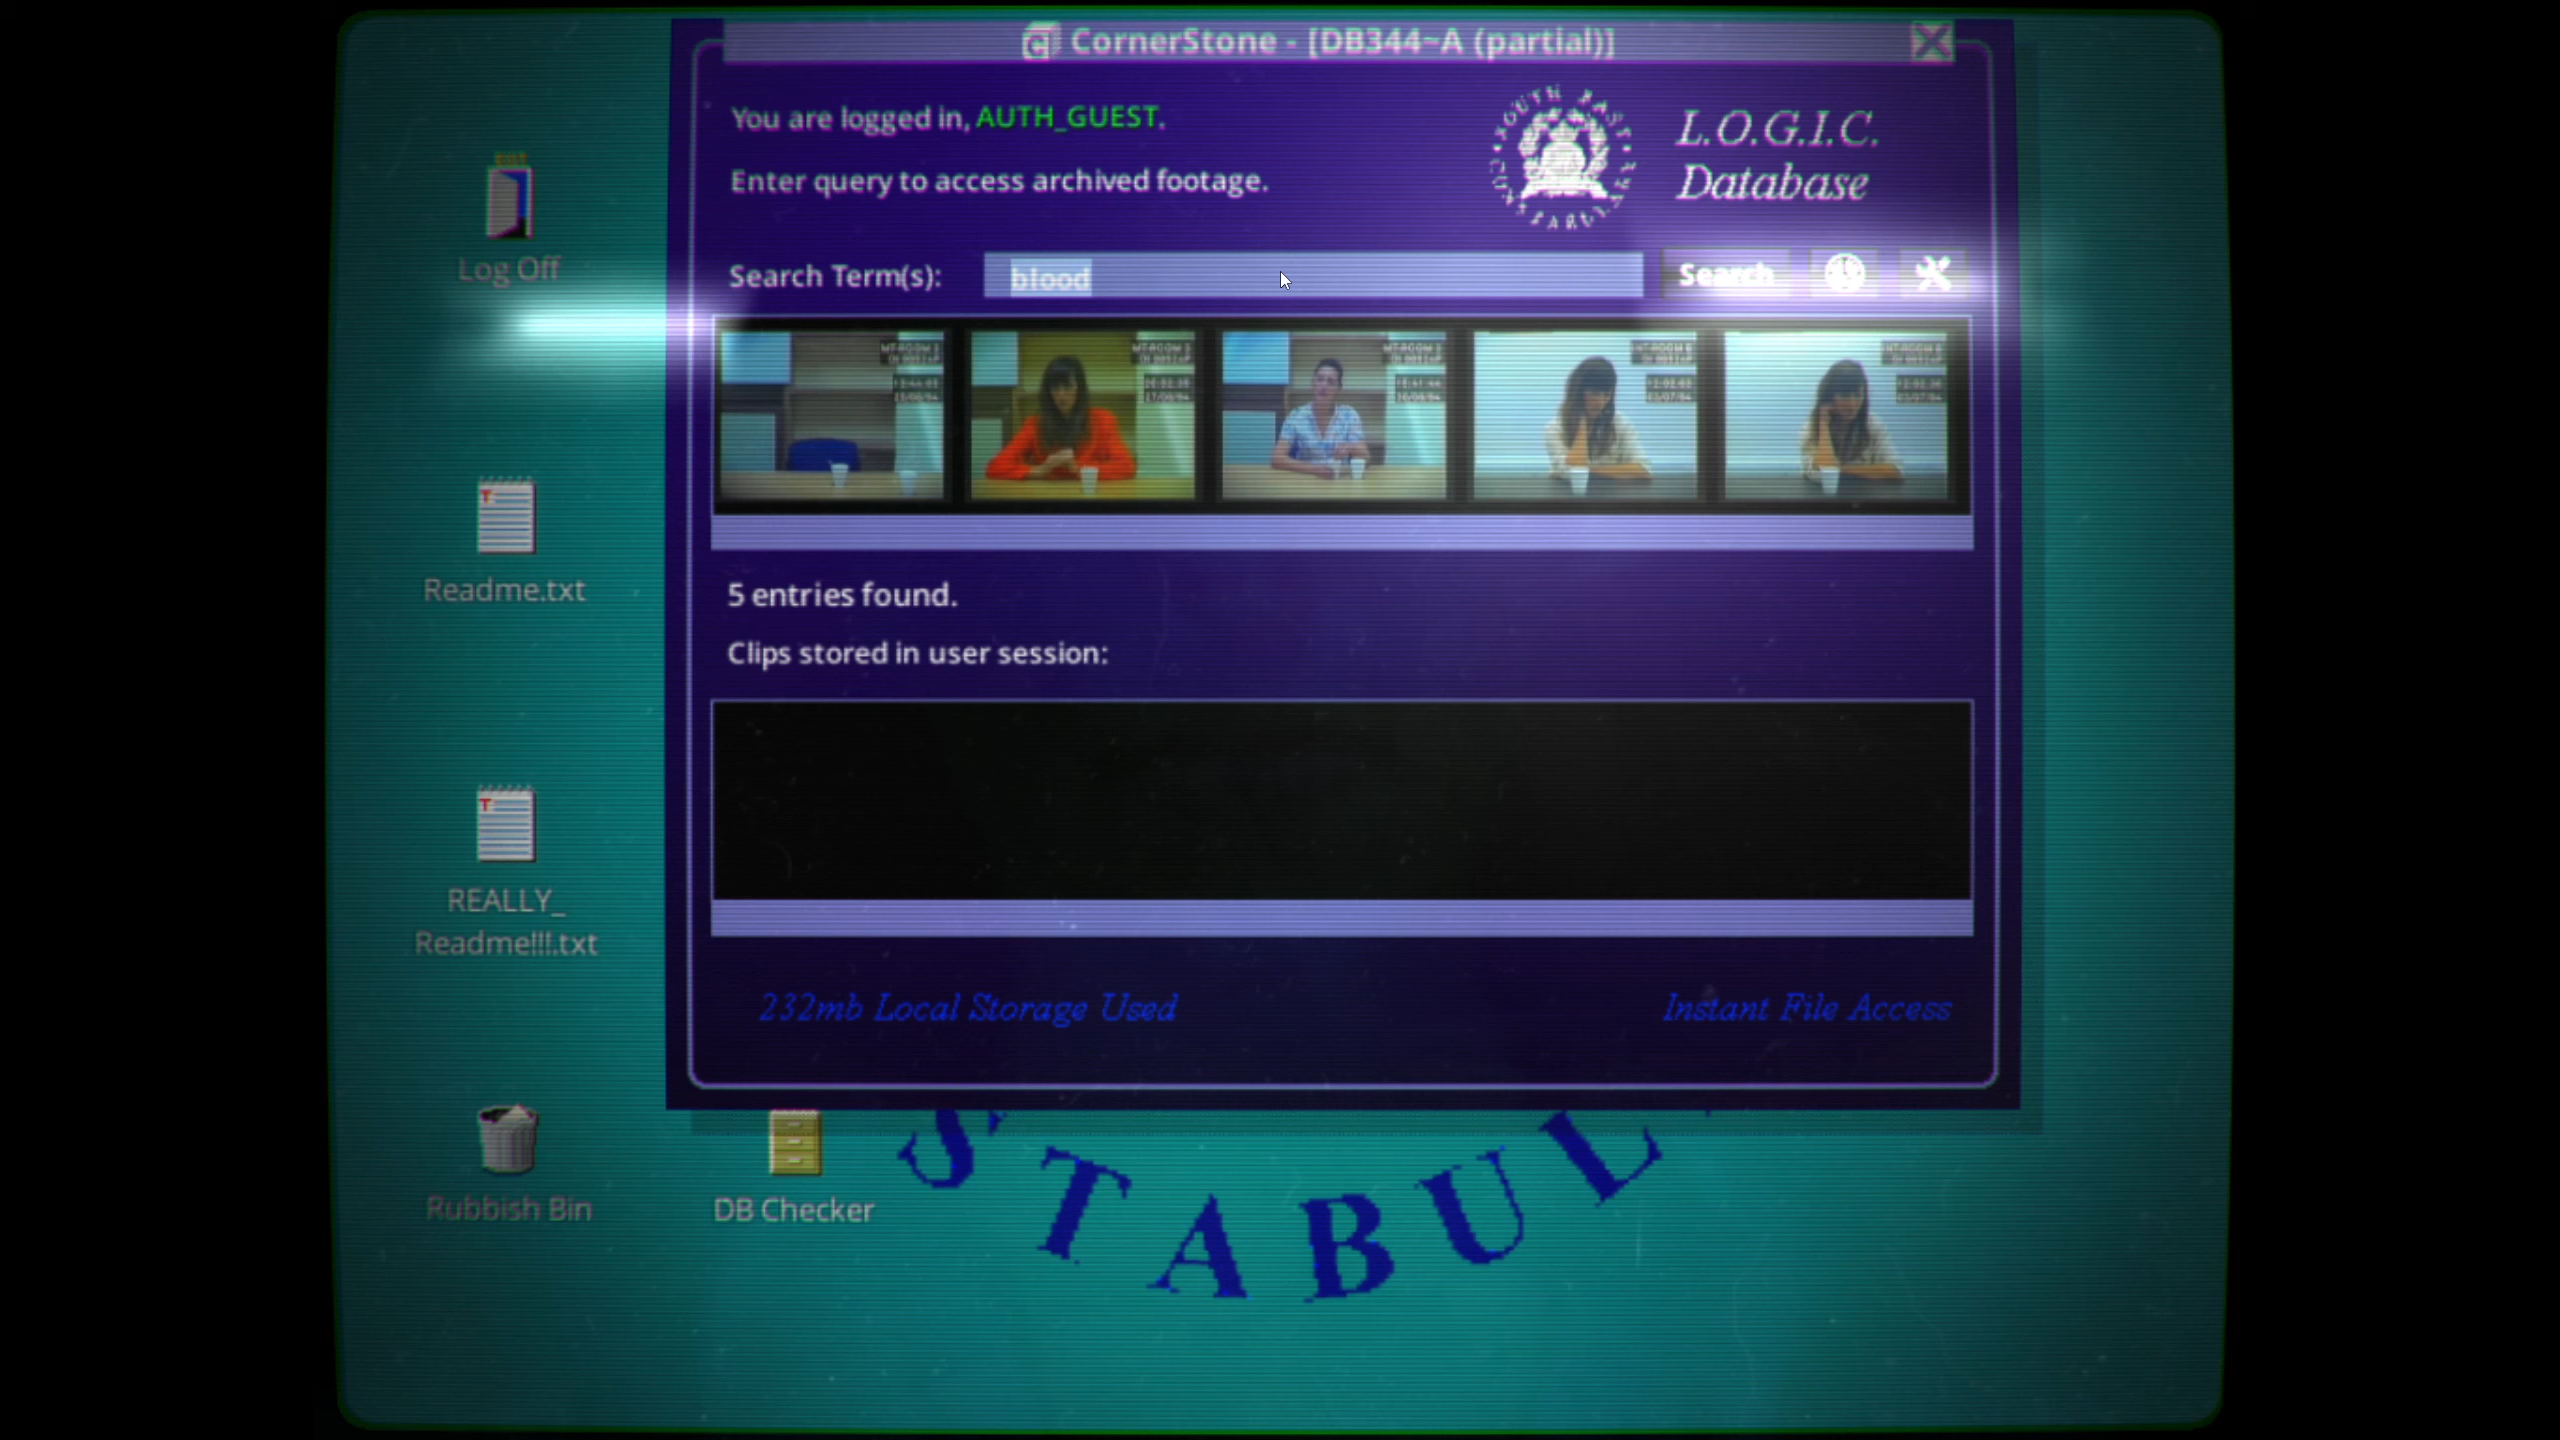 CornerStone - [DB344~A (partial)]
You are logged in, AUTH_GUEST.
Enter query to access archived footage.
L.O.G.I.C.
Database
Log Off
Search Term(s):
blood
Search
5 entries found.
Clips stored in user session:
Readme.txt
REALLY_
Readme!!!.txt
232mb Local Storage Used
Instant File Access
Rubbish Bin
DB Checker
STABUL